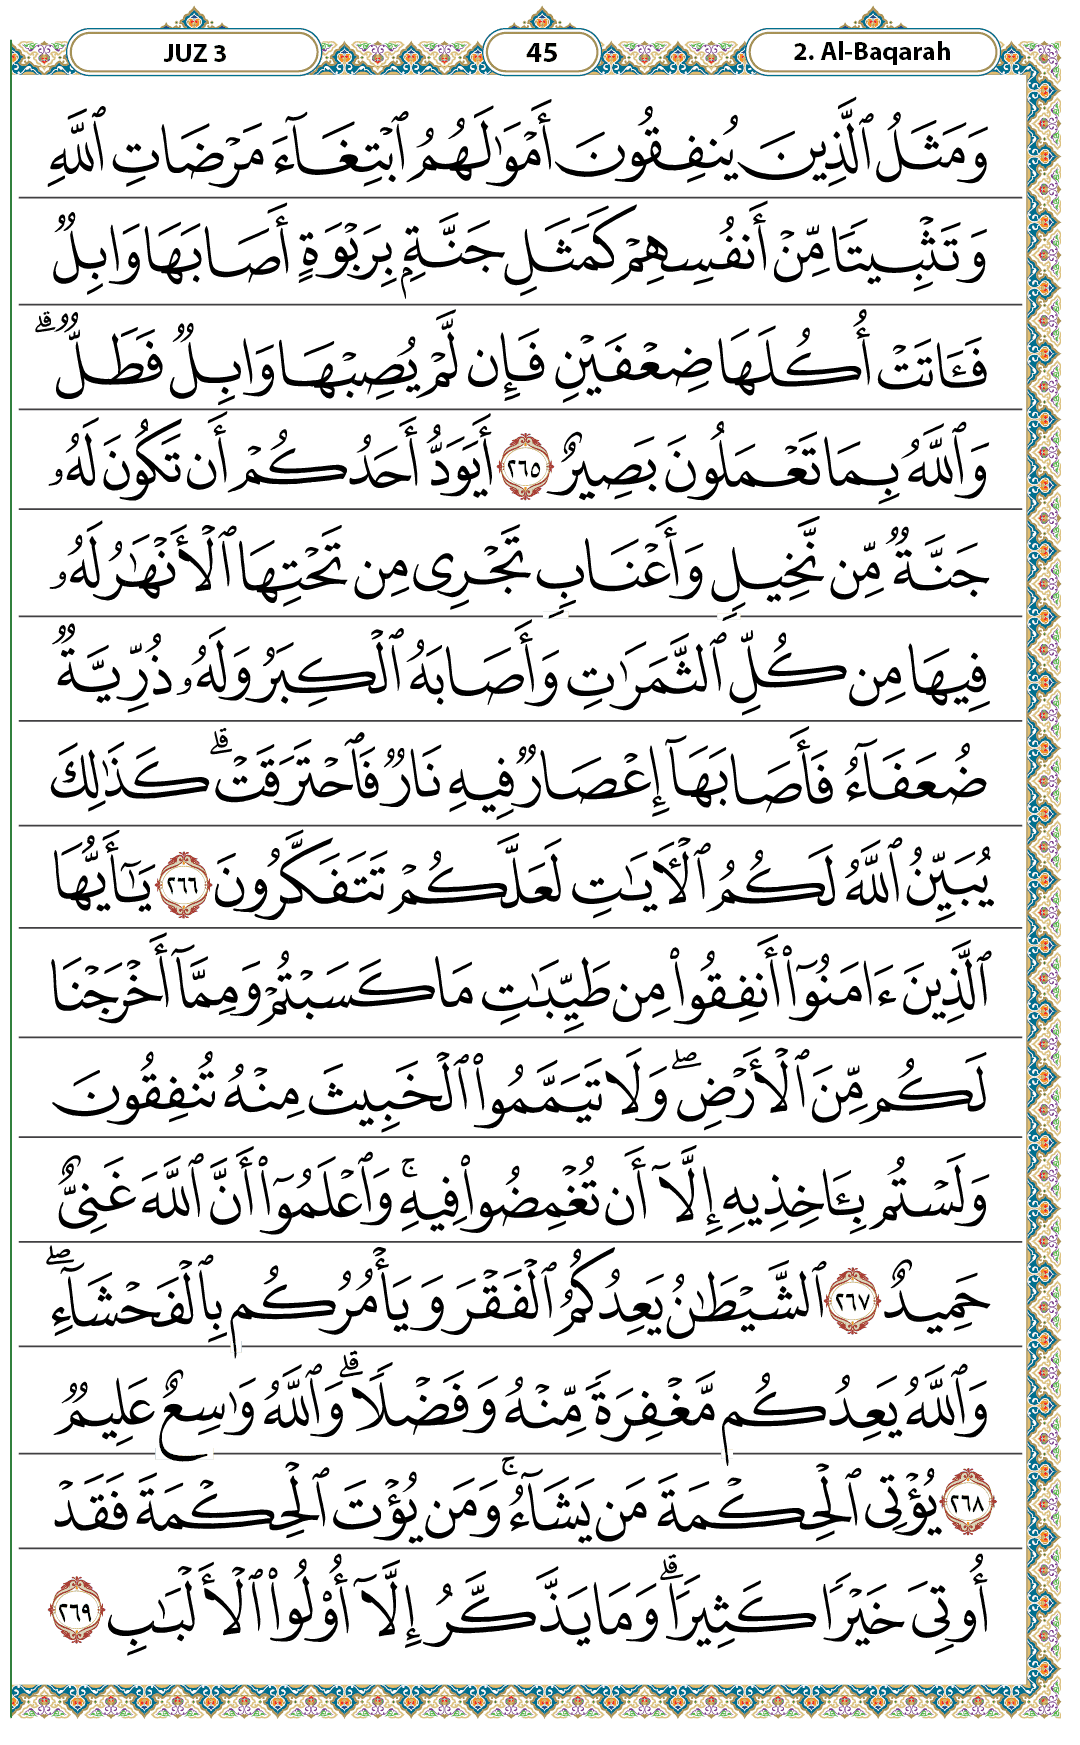 JUZ 3 45 2. Al-Baqarah
وَمَثَلُ ٱلَّذِينَ يُنفِقُونَ أَمْوَٰلَهُمُ ٱبْتِغَآءَ مَرْضَاتِ ٱللَّهِ
وَتَثْبِيتًا مِّنْ أَنفُسِهِمْ كَمَثَلِ جَنَّةٍۭ بِرَبْوَةٍ أَصَابَهَا وَابِلٌ
فَـَٔاتَتْ أُكُلَهَا ضِعْفَيْنِ فَإِن لَّمْ يُصِبْهَا وَابِلٌ فَطَلٌّ ۗ
وَٱللَّهُ بِمَا تَعْمَلُونَ بَصِيرٌ ٢٦٥ أَيَوَدُّ أَحَدُكُمْ أَن تَكُونَ لَهُۥ
جَنَّةٌ مِّن نَّخِيلٍ وَأَعْنَابٍ تَجْرِى مِن تَحْتِهَا ٱلْأَنْهَٰرُ لَهُۥ
فِيهَا مِن كُلِّ ٱلثَّمَرَٰتِ وَأَصَابَهُ ٱلْكِبَرُ وَلَهُۥ ذُرِّيَّةٌ
ضُعَفَآءُ فَأَصَابَهَآ إِعْصَارٌ فِيهِ نَارٌ فَٱحْتَرَقَتْ ۗ كَذَٰلِكَ
يُبَيِّنُ ٱللَّهُ لَكُمُ ٱلْـَٔايَٰتِ لَعَلَّكُمْ تَتَفَكَّرُونَ ٢٦٦ يَٰٓأَيُّهَا
ٱلَّذِينَ ءَامَنُوٓا۟ أَنفِقُوا۟ مِن طَيِّبَٰتِ مَا كَسَبْتُمْ وَمِمَّآ أَخْرَجْنَا
لَكُم مِّنَ ٱلْأَرْضِ ۖ وَلَا تَيَمَّمُوا۟ ٱلْخَبِيثَ مِنْهُ تُنفِقُونَ
وَلَسْتُم بِـَٔاخِذِيهِ إِلَّآ أَن تُغْمِضُوا۟ فِيهِ ۚ وَٱعْلَمُوٓا۟ أَنَّ ٱللَّهَ غَنِىٌّ
حَمِيدٌ ٢٦٧ ٱلشَّيْطَٰنُ يَعِدُكُمُ ٱلْفَقْرَ وَيَأْمُرُكُم بِٱلْفَحْشَآءِ ۖ
وَٱللَّهُ يَعِدُكُم مَّغْفِرَةً مِّنْهُ وَفَضْلًا ۗ وَٱللَّهُ وَٰسِعٌ عَلِيمٌ
٢٦٨ يُؤْتِى ٱلْحِكْمَةَ مَن يَشَآءُ ۚ وَمَن يُؤْتَ ٱلْحِكْمَةَ فَقَدْ
أُوتِىَ خَيْرًا كَثِيرًا ۗ وَمَا يَذَّكَّرُ إِلَّآ أُو۟لُوا۟ ٱلْأَلْبَٰبِ ٢٦٩